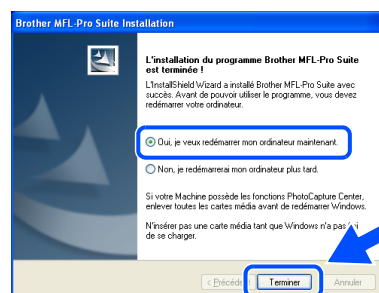 Brother MFL-Pro Suite Installation
L'installation du programme Brother MFL-Pro Suite
est terminée !
L'InstallShield Wizard a installé Brother MFL-Pro Suite avec
succès. Avant de pouvoir utiliser le programme, vous devez
redémarrer votre ordinateur.
Oui, je veux redémarrer mon ordinateur maintenant.
Non, je redémarrerai mon ordinateur plus tard.
Si votre Machine possède les fonctions PhotoCapture Center,
enlever toutes les cartes média avant de redémarrer Windows.
N'insérer pas une carte média tant que Windows n'a pas fini
de se charger.
< Précédent Terminer Annuler